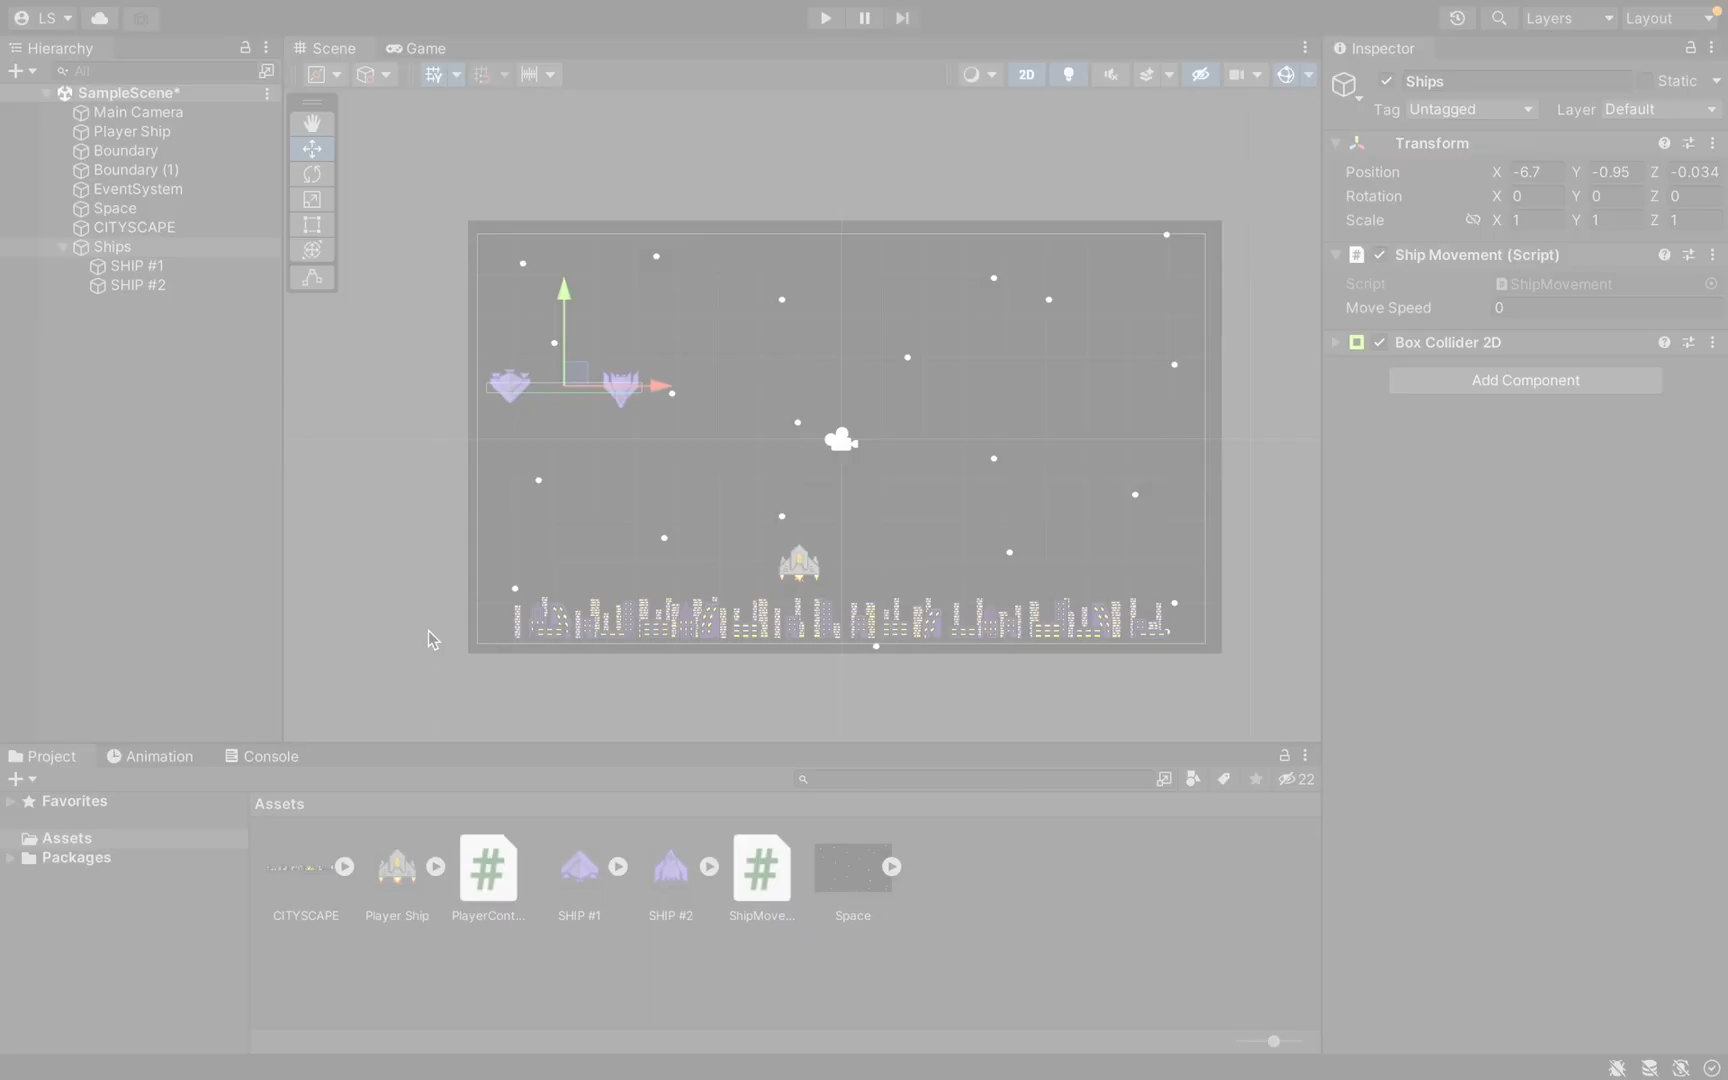 LS
Layers
Layout
Hierarchy
Scene
Game
Inspector
All
2D
SampleScene*
Main Camera
Player Ship
Boundary
Boundary (1)
EventSystem
Space
CITYSCAPE
Ships
SHIP #1
SHIP #2
Ships
Static
Tag Untagged
Layer Default
Transform
Position X -6.7 Y -0.95 Z -0.034
Rotation X 0 Y 0 Z 0
Scale X 1 Y 1 Z 1
Ship Movement (Script)
Script ShipMovement
Move Speed 0
Box Collider 2D
Add Component
Project
Animation
Console
22
Favorites
Assets
Packages
Assets
CITYSCAPE
Player Ship
PlayerCont...
SHIP #1
SHIP #2
ShipMove...
Space